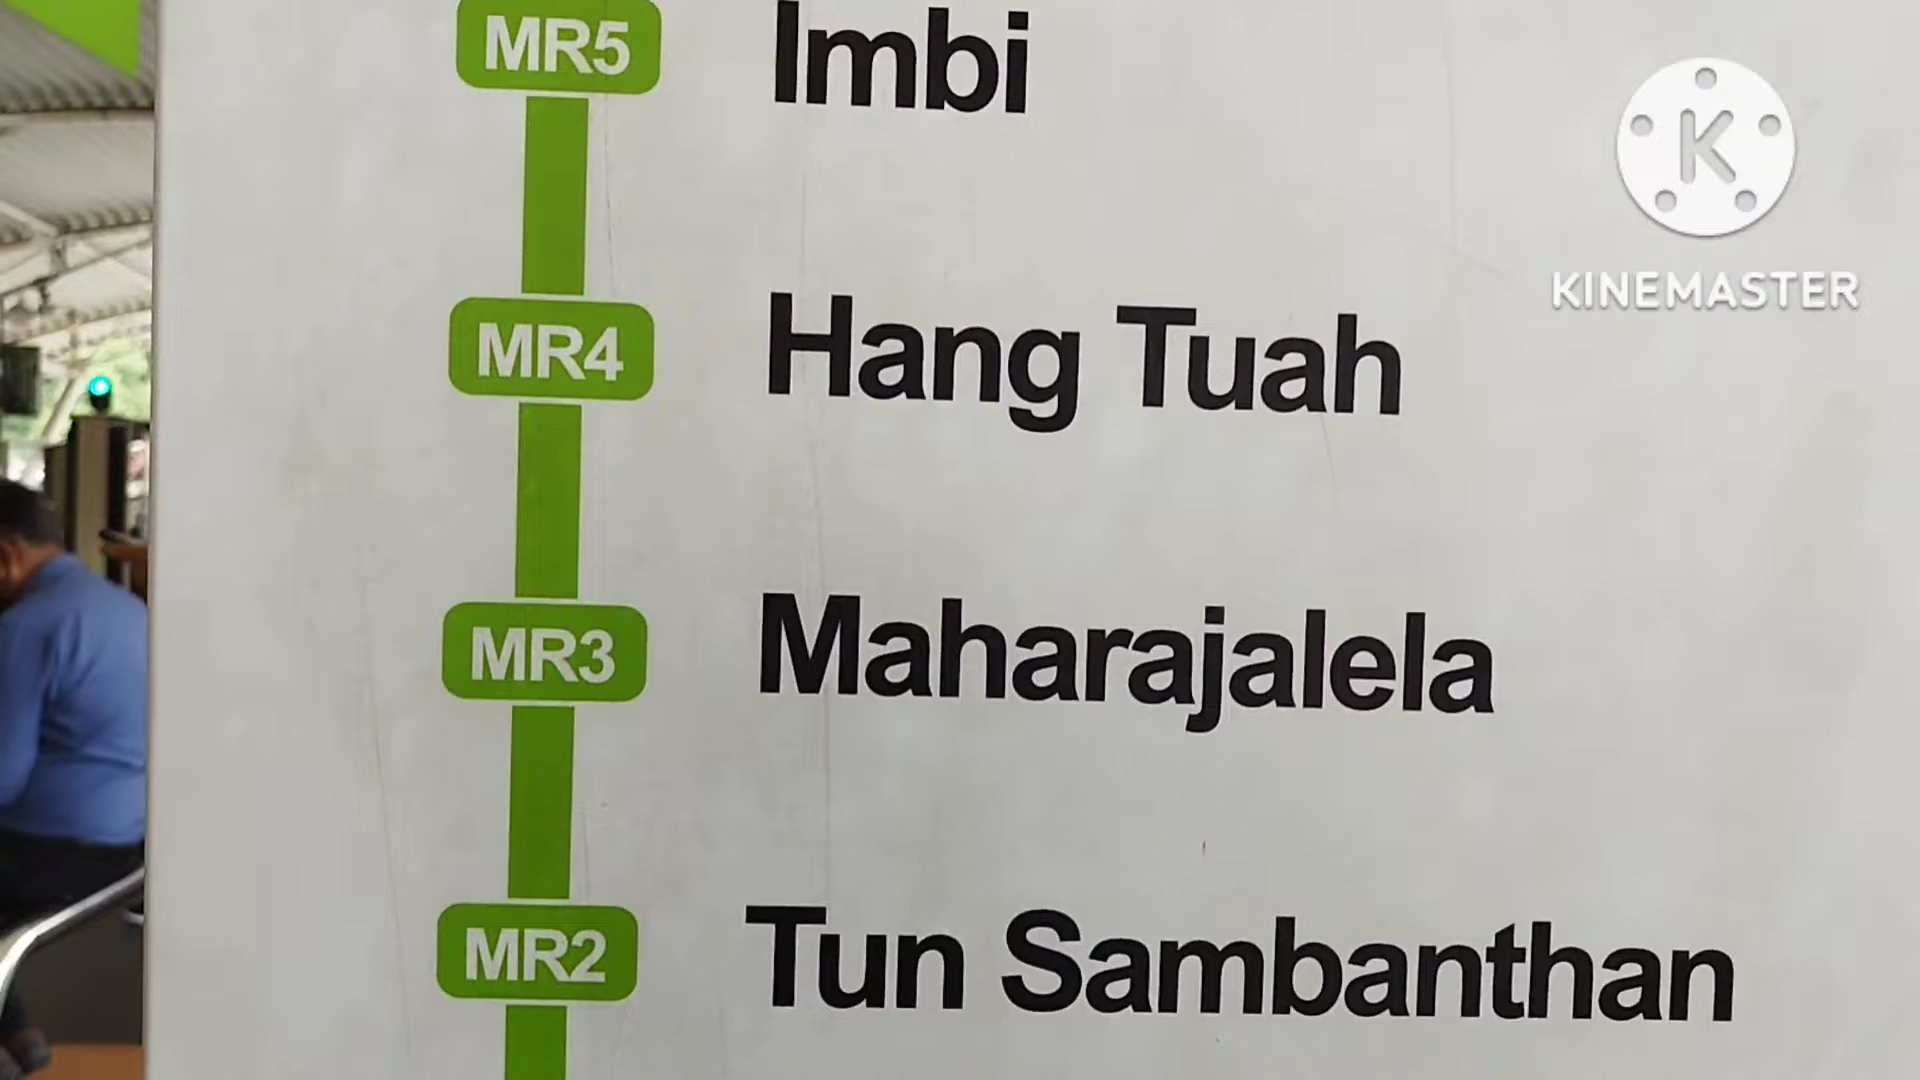 MR5 Imbi
K
KINEMASTER
MR4 Hang Tuah
MR3 Maharajalela
MR2 Tun Sambanthan